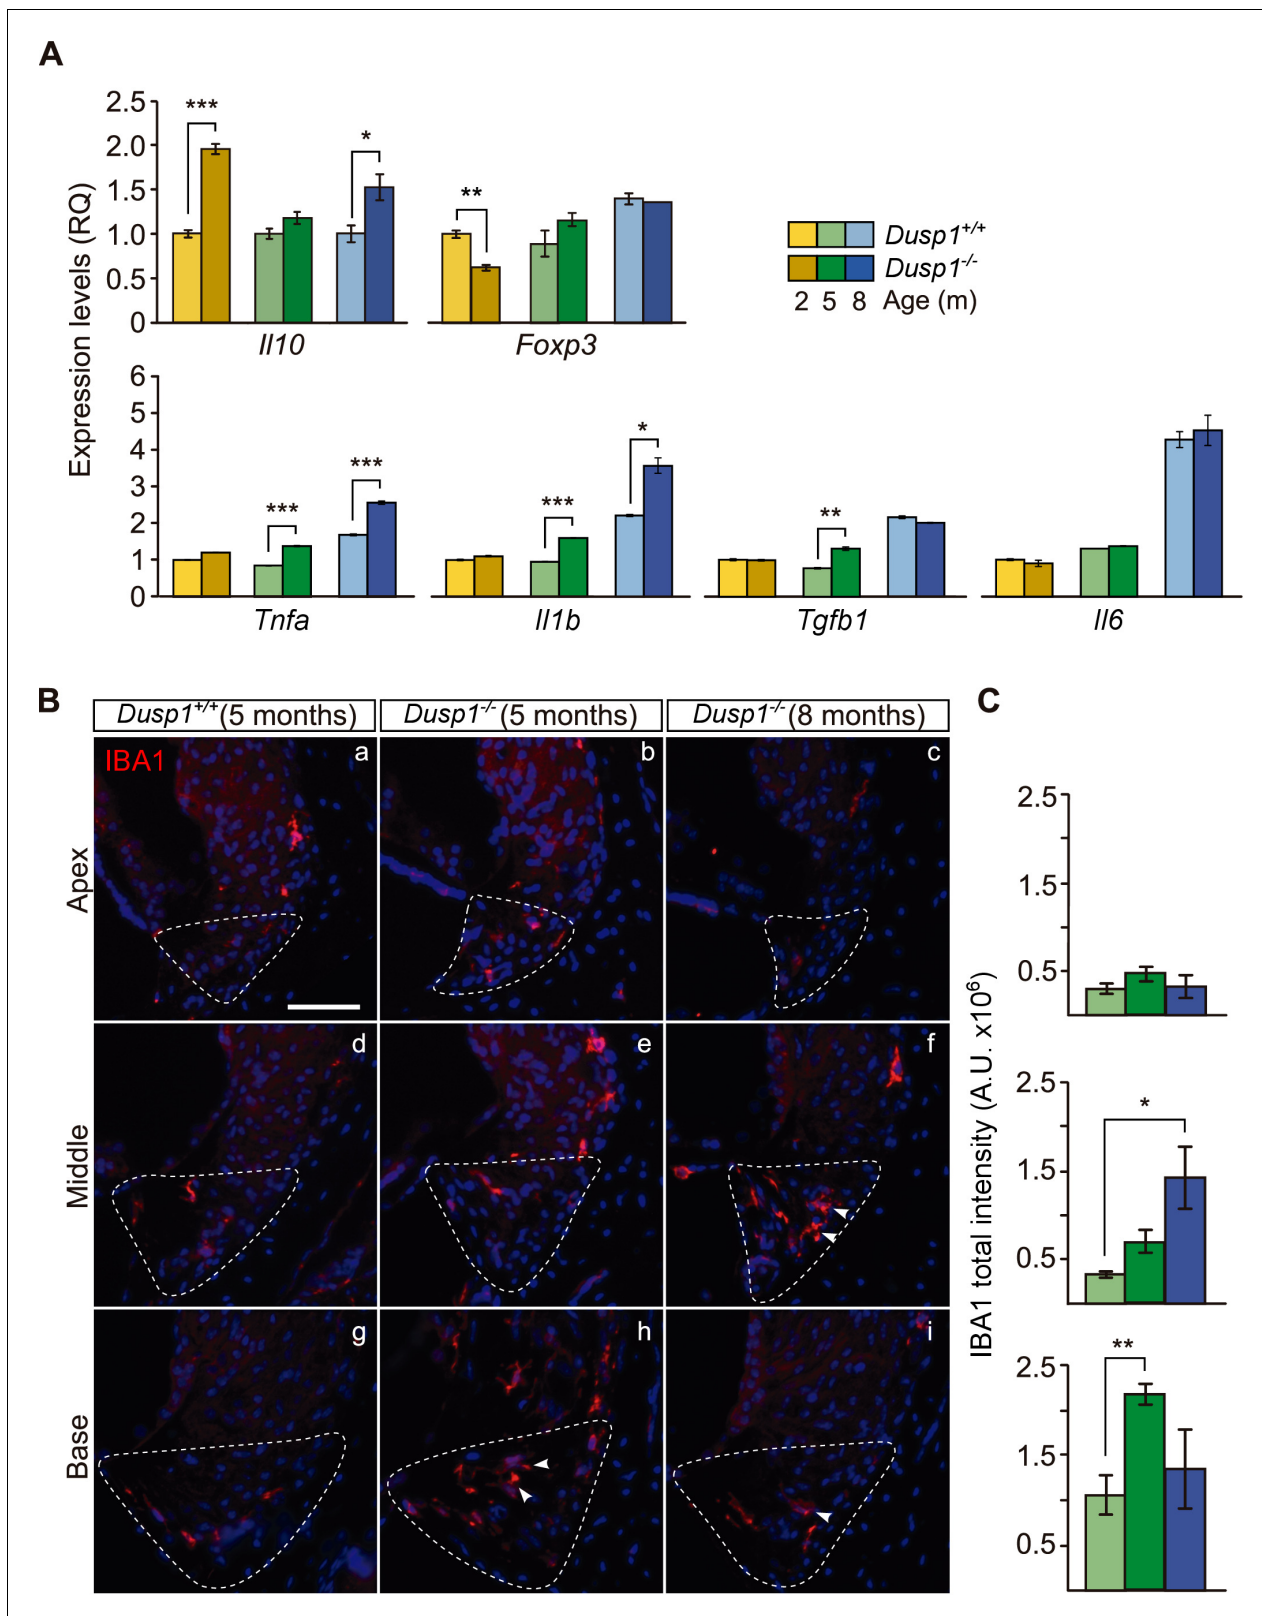 A
Expression levels (RQ)
2.5
2.0
1.5
1.0
0.5
0
***
*
**
Il10
Foxp3
Dusp1+/+
Dusp1-/-
2 5 8 Age (m)
6
5
4
3
2
1
0
***
***
***
*
**
Tnfa
Il1b
Tgfb1
Il6
B
Dusp1+/+ (5 months)
Dusp1-/- (5 months)
Dusp1-/- (8 months)
Apex
IBA1
a
b
c
Middle
d
e
f
Base
g
h
i
C
IBA1 total intensity (A.U. x10⁶)
2.5
1.5
0.5
2.5
1.5
0.5
*
2.5
1.5
0.5
**